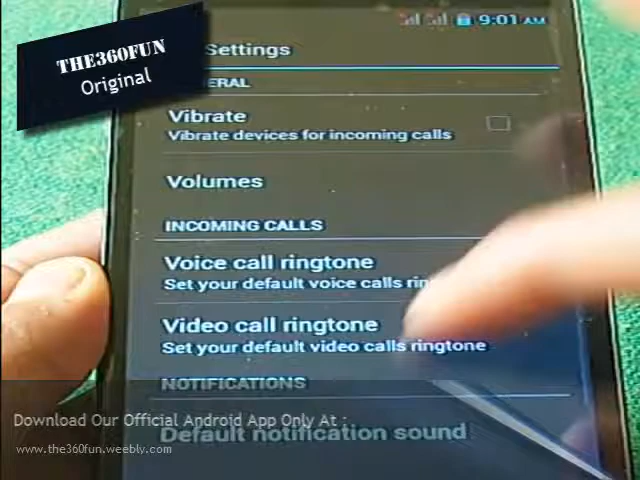 THE360FUN
Original
9:01 AM
Settings
ERAL
Vibrate
Vibrate devices for incoming calls
Volumes
INCOMING CALLS
Voice call ringtone
Set your default voice calls rin
Video call ringtone
Set your default video calls ringtone
NOTIFICATIONS
Download Our Official Android App Only At :
Default notification sound
www.the360fun.weebly.com